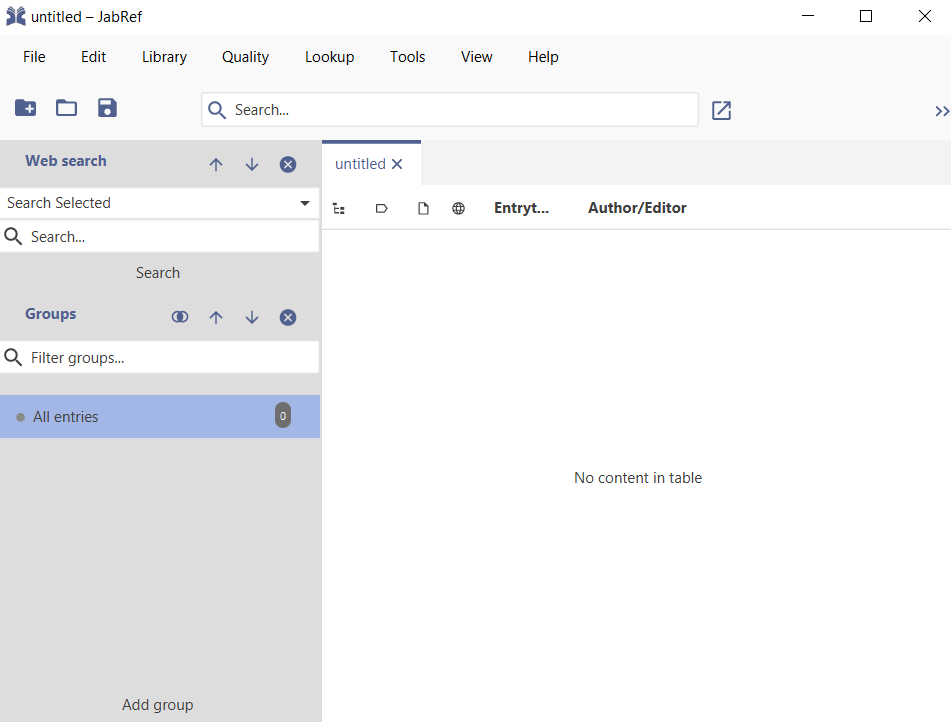 untitled – JabRef
File Edit Library Quality Lookup Tools View Help
Search...
Web search
untitled
Search Selected
Entryt... Author/Editor
Search...
Search
Groups
Filter groups...
All entries 0
No content in table
Add group